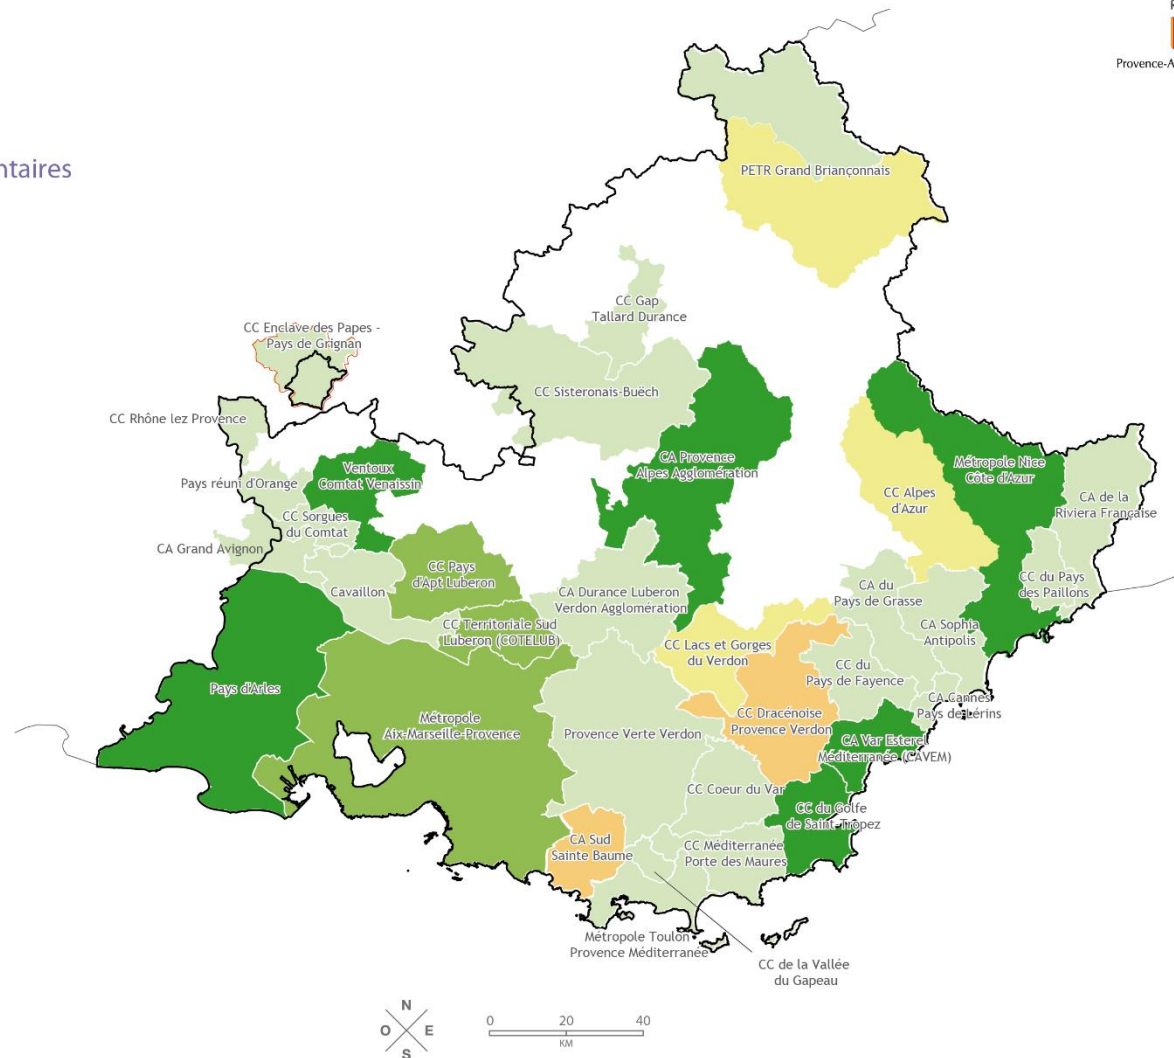 ntaires
Provence-A
PETR Grand Briançonnais
CC Gap
Tallard Durance
CC Enclave des Papes -
Pays de Grignan
CC Sisteronais-Buëch
CC Rhône lez Provence
CA Provence
Alpes Agglomération
Ventoux
Comtat Venaissin
Métropole Nice
Côte d'Azur
Pays réuni d'Orange
CC Alpes
d'Azur
CA de la
Riviera Française
CC Sorgues
du Comtat
CA Grand Avignon
CC Pays
d'Apt Luberon
Cavaillon
CA Durance Luberon
Verdon Agglomération
CA du
Pays de Grasse
CC du Pays
des Paillons
CC Territoriale Sud
Luberon (COTELUB)
CA Sophia
Antipolis
CC Lacs et Gorges
du Verdon
CC du
Pays de Fayence
Pays d'Arles
CA Cannes
Pays de Lérins
Métropole
Aix-Marseille-Provence
CC Dracénoise
Provence Verdon
Provence Verte Verdon
CA Var Esterel
Méditerranée (CAVEM)
CC Coeur du Var
CC du Golfe
de Saint-Tropez
CA Sud
Sainte Baume
CC Méditerranée
Porte des Maures
Métropole Toulon
Provence Méditerranée
CC de la Vallée
du Gapeau
N
O E
S
0 20 40
KM